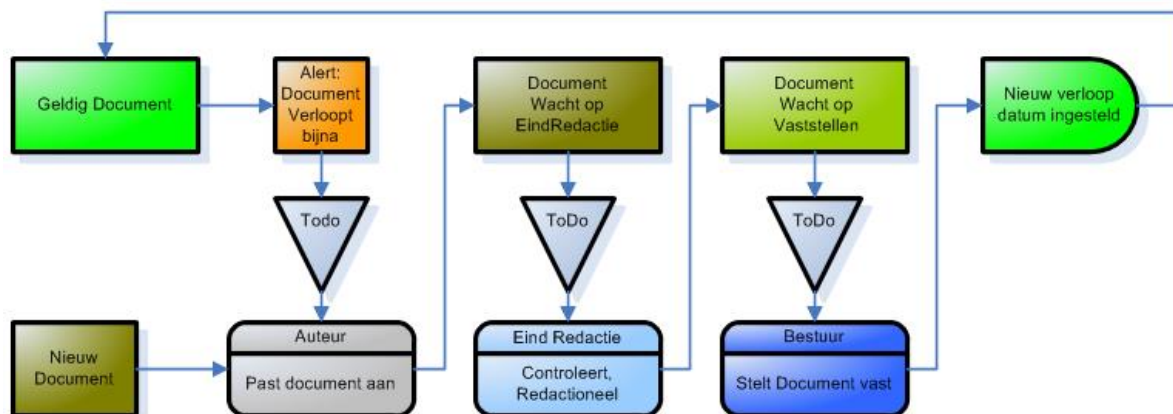 Geldig Document
Alert:
Document
Verloopt
bijna
Document
Wacht op
EindRedactie
Document
Wacht op
Vaststellen
Nieuw verloop
datum ingesteld
Todo
ToDo
ToDo
Nieuw
Document
Auteur
Past document aan
Eind Redactie
Controleert,
Redactioneel
Bestuur
Stelt Document vast